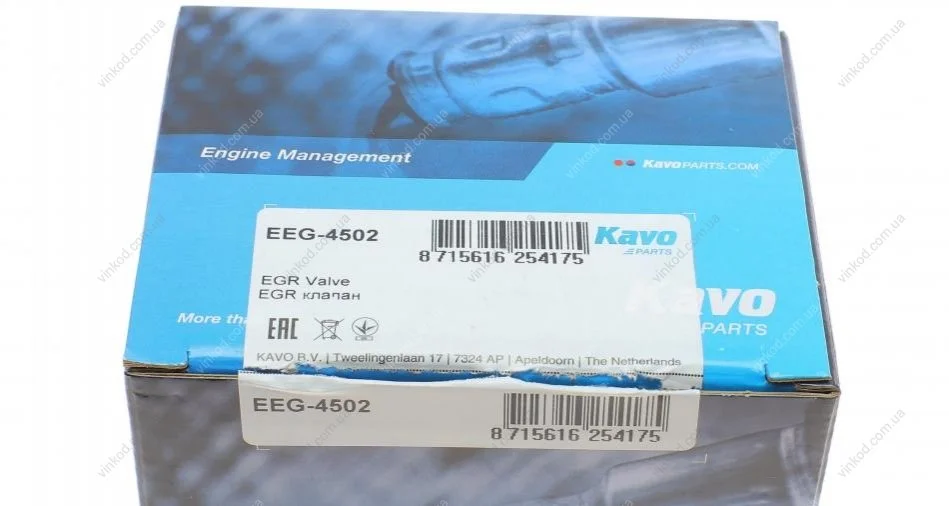 Engine Management
KavoPARTS.COM
EEG-4502
8 715616 254175
Kavo
PARTS
EGR Valve
EGR клапан
Kavo
PARTS
More tha
EAC
KAVO B.V. | Tweelingenlaan 17 | 7324 AP | Apeldoorn | The Netherlands
EEG-4502
8 715616 254175
vinkod.com.ua